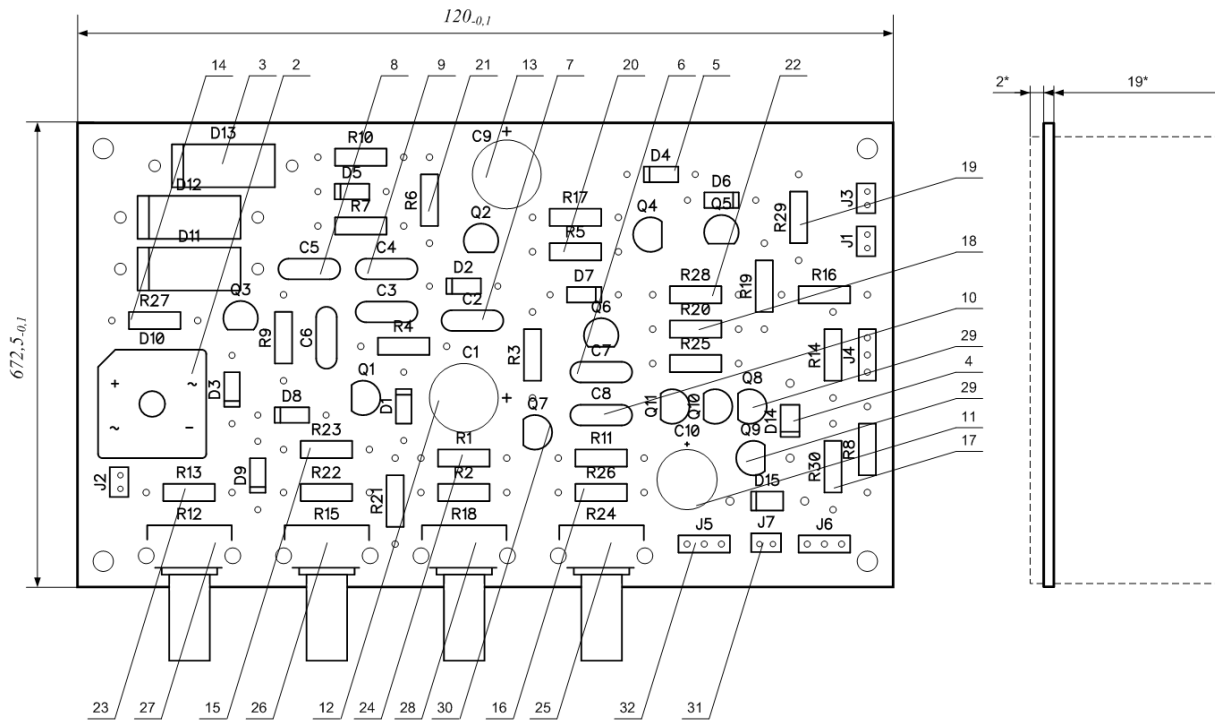 120-0,1
14 3 2 8 9 21 13 7 20 6 5 22
2* 19*
672,5-0,1
D13 R10 C9 + D4
D12 D5 R6 D6 J3 19
R7 Q2 R17 Q4 Q5 R29
D11 R5 J1
C5 C4 D2 D7 R28 R19 R16 18
R27 Q3 C3 C2 Q6 R20 10
D10 R9 C6 R4 R3 C7 R25 R14 J4 29
+ ~ D3 Q1 D1 C1 + C8 Q11 Q10 Q8 D14 4
~ − D8 Q7 Q9 29
R23 R1 R11 C10 + R8 11
J2 R13 D9 R22 R21 R2 R26 D15 R30 17
R12 R15 R18 R24 J5 J7 J6
23 27 15 26 12 24 28 30 16 25 32 31